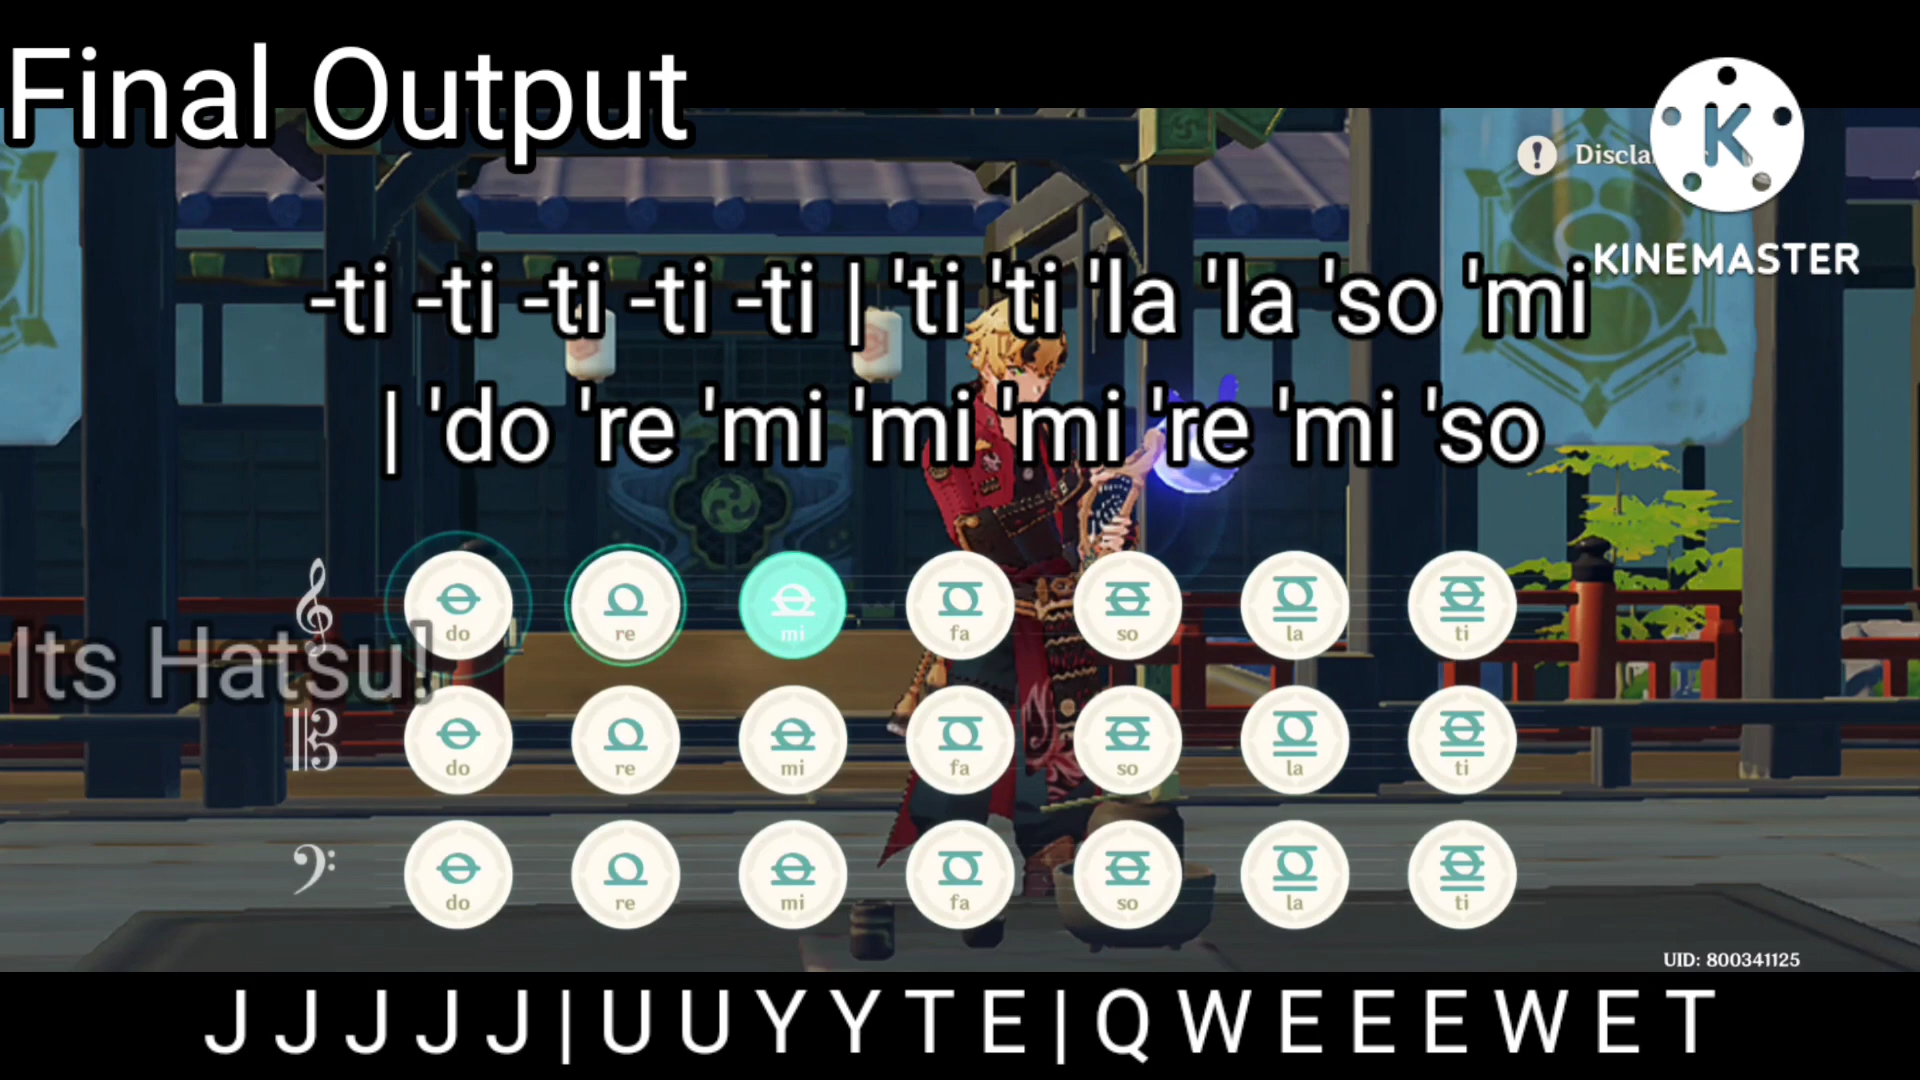 Final Output
Discla
K
KINEMASTER
-ti -ti -ti -ti -ti | 'ti 'ti 'la 'la 'so 'mi
| 'do 're 'mi 'mi 'mi 're 'mi 'so
do re mi fa so la ti
Its Hatsu!
do re mi fa so la ti
do re mi fa so la ti
UID: 800341125
J J J J J | U U Y Y T E | Q W E E E W E T